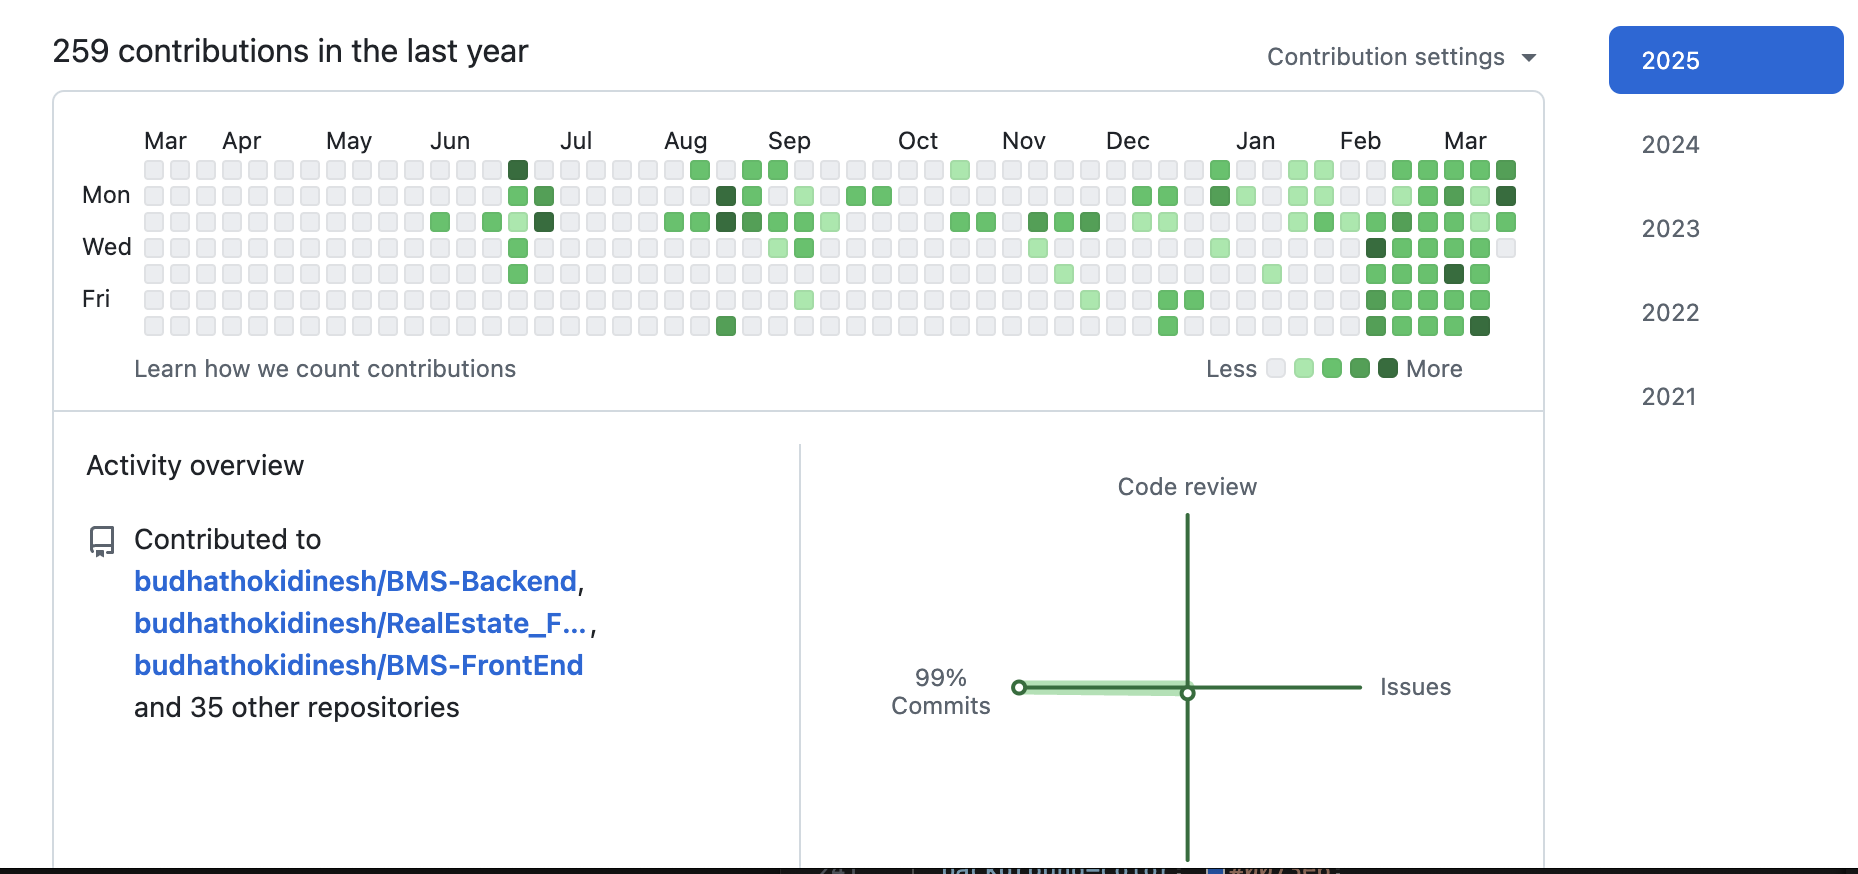 259 contributions in the last year
Contribution settings
2025
2024
2023
2022
2021
Mar Apr May Jun Jul Aug Sep Oct Nov Dec Jan Feb Mar
Mon
Wed
Fri
Learn how we count contributions
Less More
Activity overview
Contributed to
budhathokidinesh/BMS-Backend,
budhathokidinesh/RealEstate_F...,
budhathokidinesh/BMS-FrontEnd
and 35 other repositories
Code review
99%
Commits
Issues